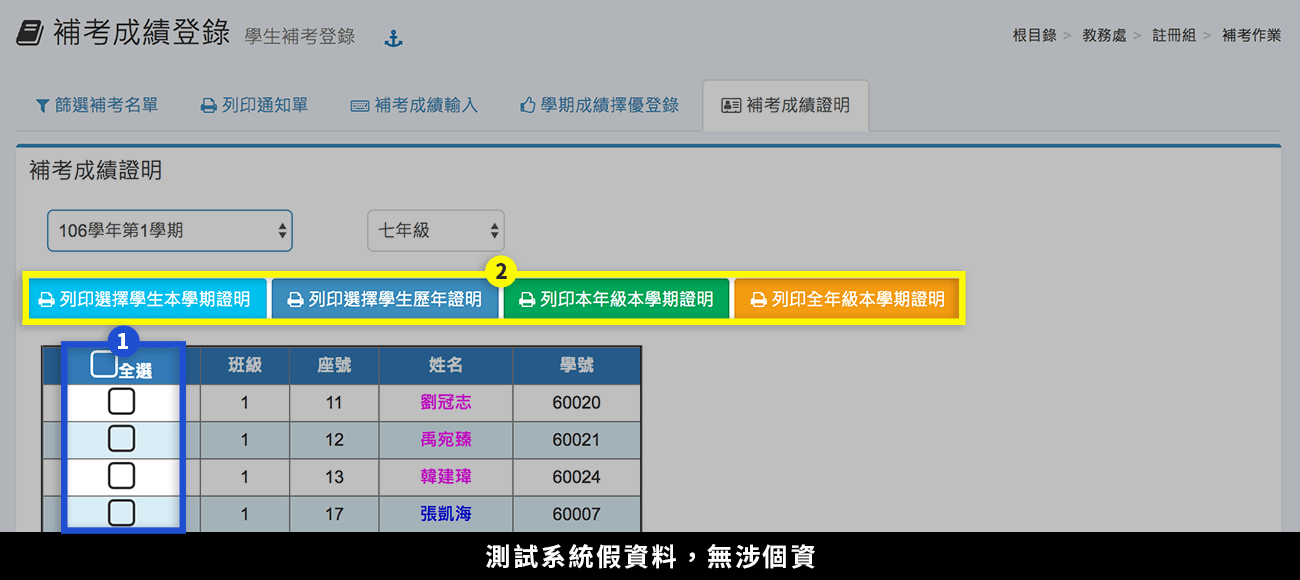 補考成績登錄 學生補考登錄
根目錄 > 教務處 > 註冊組 > 補考作業
篩選補考名單 列印通知單 補考成績輸入 學期成績擇優登錄 補考成績證明
補考成績證明
106學年第1學期 七年級
2
列印選擇學生本學期證明 列印選擇學生歷年證明 列印本年級本學期證明 列印全年級本學期證明
1
全選 班級 座號 姓名 學號
1 11 劉冠志 60020
1 12 禹宛臻 60021
1 13 韓建瑋 60024
1 17 張凱海 60007
測試系統假資料，無涉個資